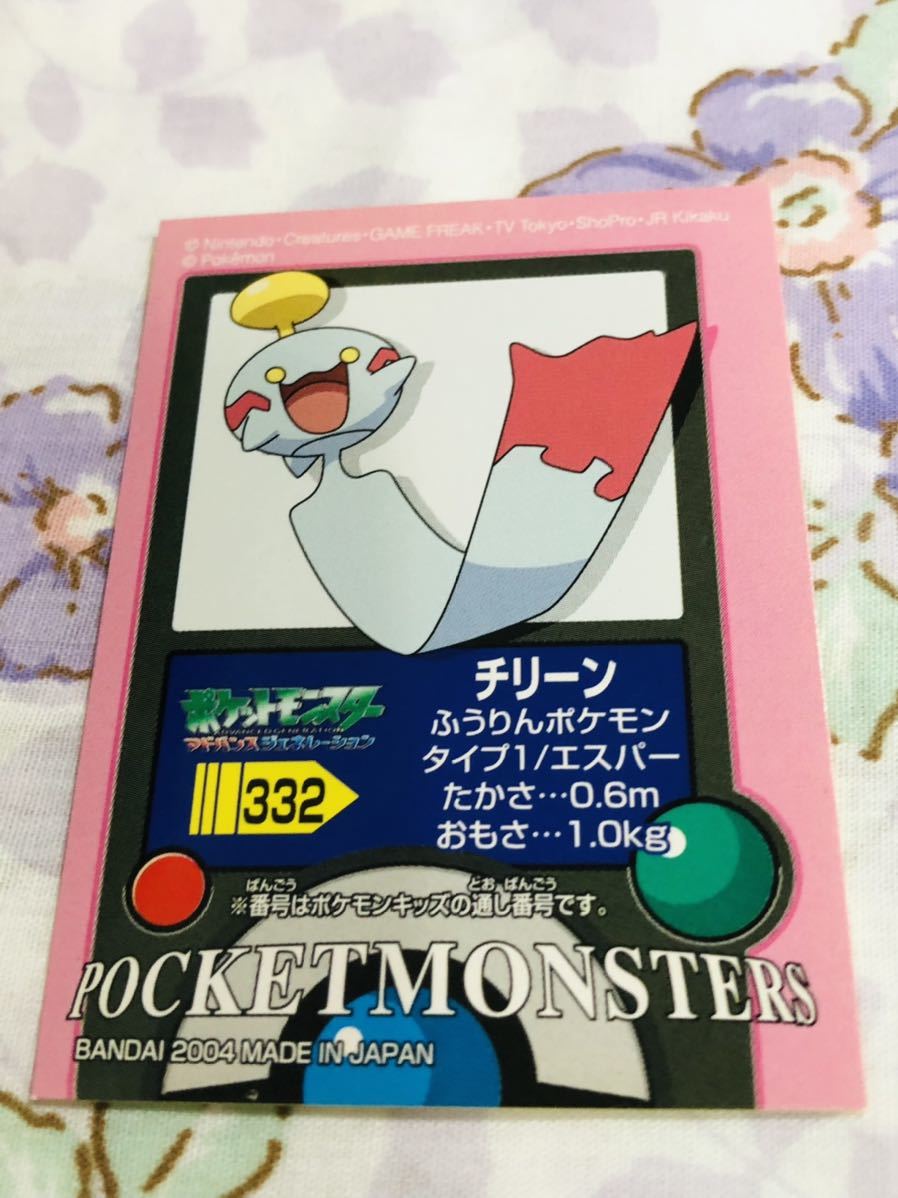 © Nintendo・Creatures・GAME FREAK・TV Tokyo・ShoPro・JR Kikaku
© Pokémon
ポケットモンスター
ADVANCED GENERATION
アドバンスジェネレーション
332
チリーン
ふうりんポケモン
タイプ1/エスパー
たかさ…0.6m
おもさ…1.0kg
ばんごう とお ばんごう
※番号はポケモンキッズの通し番号です。
POCKETMONSTERS
BANDAI 2004 MADE IN JAPAN